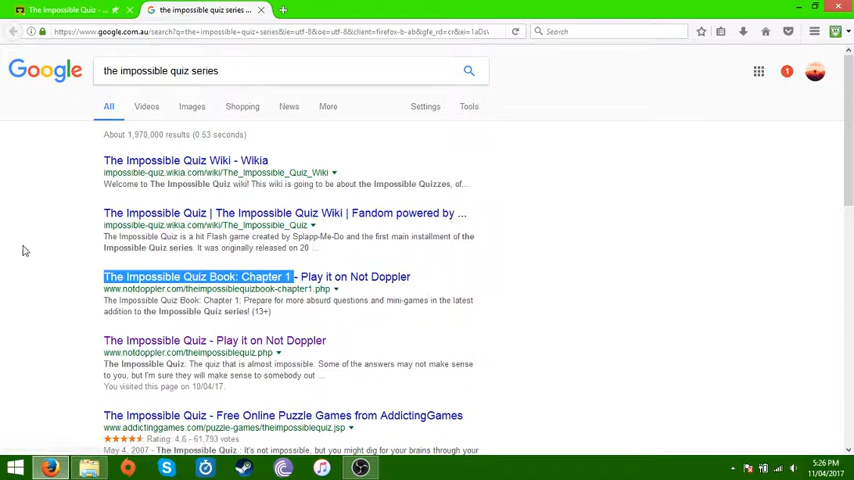 The Impossible Quiz - ...
the impossible quiz series ...
https://www.google.com.au/search?q=the+impossible+quiz+series&ie=utf-8&oe=utf-8&client=firefox-b-ab&gfe_rd=cr&ei=1aDs\
Search
Google
the impossible quiz series
1
All Videos Images Shopping News More Settings Tools
About 1,970,000 results (0.53 seconds)
The Impossible Quiz Wiki - Wikia
impossible-quiz.wikia.com/wiki/The_Impossible_Quiz_Wiki
Welcome to The Impossible Quiz wiki! This wiki is going to be about the Impossible Quizzes, of...
The Impossible Quiz | The Impossible Quiz Wiki | Fandom powered by ...
impossible-quiz.wikia.com/wiki/The_Impossible_Quiz
The Impossible Quiz is a hit Flash game created by Splapp-Me-Do and the first main installment of the
Impossible Quiz series. It was originally released on 20 ...
The Impossible Quiz Book: Chapter 1 - Play it on Not Doppler
www.notdoppler.com/theimpossiblequizbook-chapter1.php
The Impossible Quiz Book: Chapter 1: Prepare for more absurd questions and mini-games in the latest
addition to the Impossible Quiz series! (13+)
The Impossible Quiz - Play it on Not Doppler
www.notdoppler.com/theimpossiblequiz.php
The Impossible Quiz: The quiz that is almost impossible. Some of the answers may not make sense
to you, but I'm sure they will make sense to somebody out ...
You visited this page on 10/04/17.
The Impossible Quiz - Free Online Puzzle Games from AddictingGames
www.addictinggames.com/puzzle-games/theimpossiblequiz.jsp
Rating: 4.6 - 61,793 votes
May 4, 2007 - The Impossible Quiz : It's not impossible, but you might dig for your brains through your
5:26 PM
11/04/2017